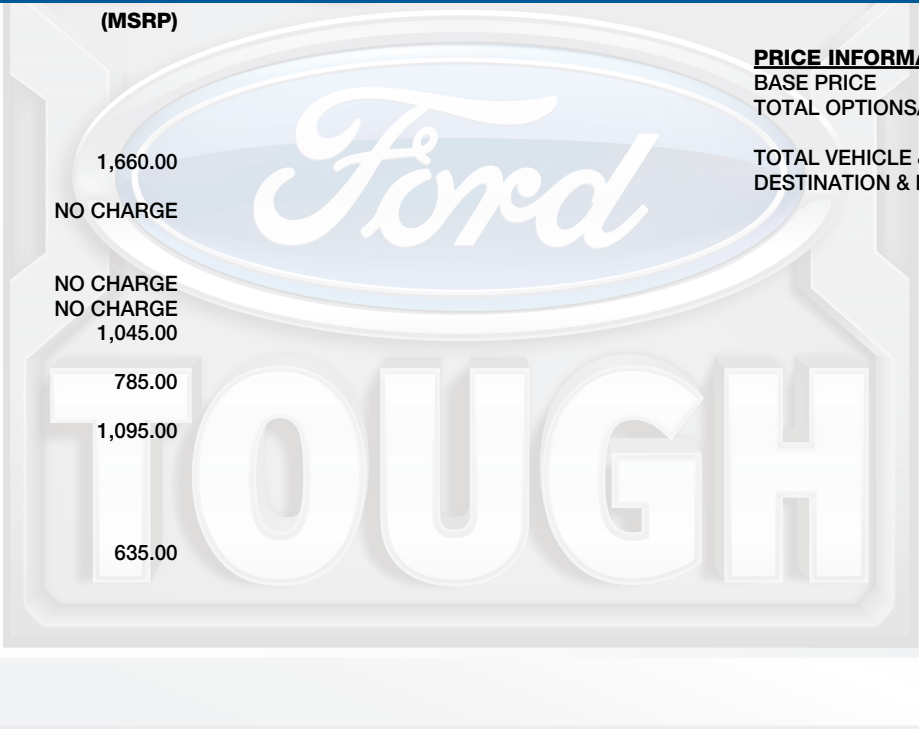 (MSRP)
1,660.00
NO CHARGE
NO CHARGE
NO CHARGE
1,045.00
785.00
1,095.00
635.00
PRICE INFORMA
BASE PRICE
TOTAL OPTIONS
TOTAL VEHICLE
DESTINATION &
Ford
TOUGH